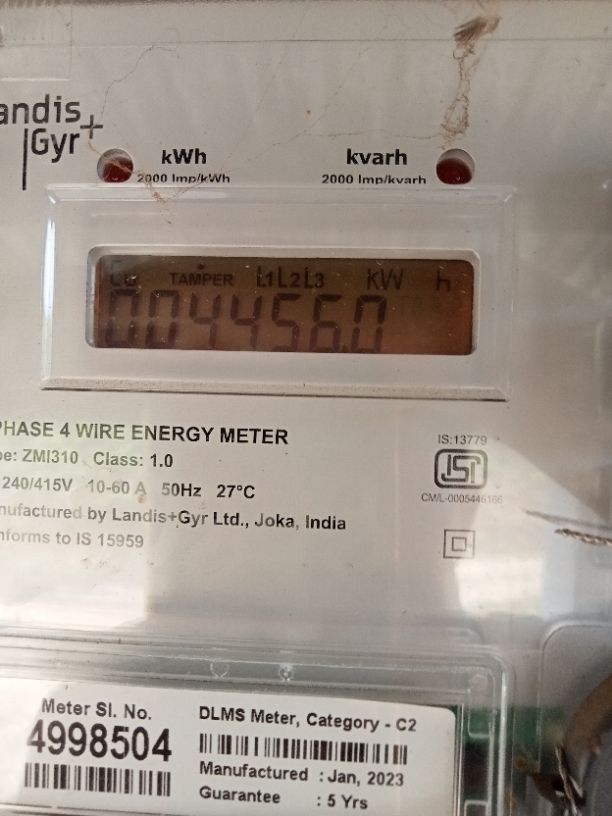 andis
Gyr+
kWh
2000 Imp/kWh
kvarh
2000 Imp/kvarh
TAMPER L1L2L3 kW h
004456.0
PHASE 4 WIRE ENERGY METER
pe: ZMI310 Class: 1.0
240/415V 10-60 A 50Hz 27°C
nufactured by Landis+Gyr Ltd., Joka, India
nforms to IS 15959
IS:13779
ISI
CM/L-0005446166
Meter Sl. No.
4998504
DLMS Meter, Category - C2
Manufactured : Jan, 2023
Guarantee : 5 Yrs